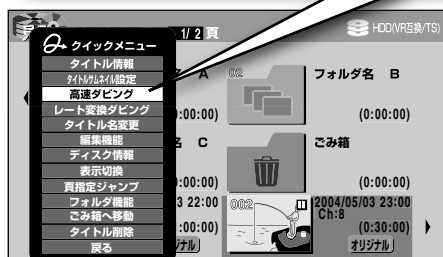 1/ 2 頁
HDD(VR互換/TS)
クイックメニュー
タイトル情報
タイトルサムネイル設定
高速ダビング
レート変換ダビング
タイトル名変更
編集機能
ディスク情報
表示切換
頁指定ジャンプ
フォルダ機能
ごみ箱へ移動
タイトル削除
戻る
A
:00:00)
02
フォルダ名 B
(0:00:00)
C
:00:00)
ごみ箱
(0:00:00)
3 22:00
:00:00)
ジナル
002
2004/05/03 23:00
Ch:8
(0:30:00)
オリジナル